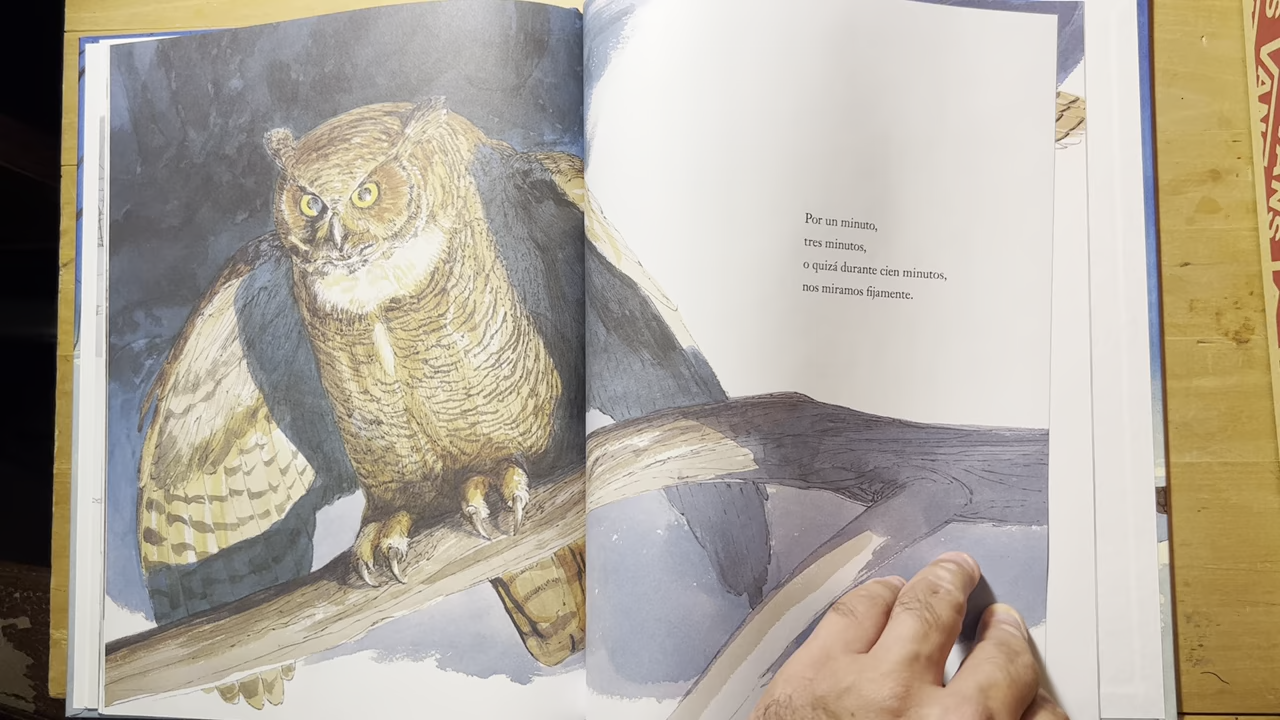 Por un minuto,
tres minutos,
o quizá durante cien minutos,
nos miramos fijamente.